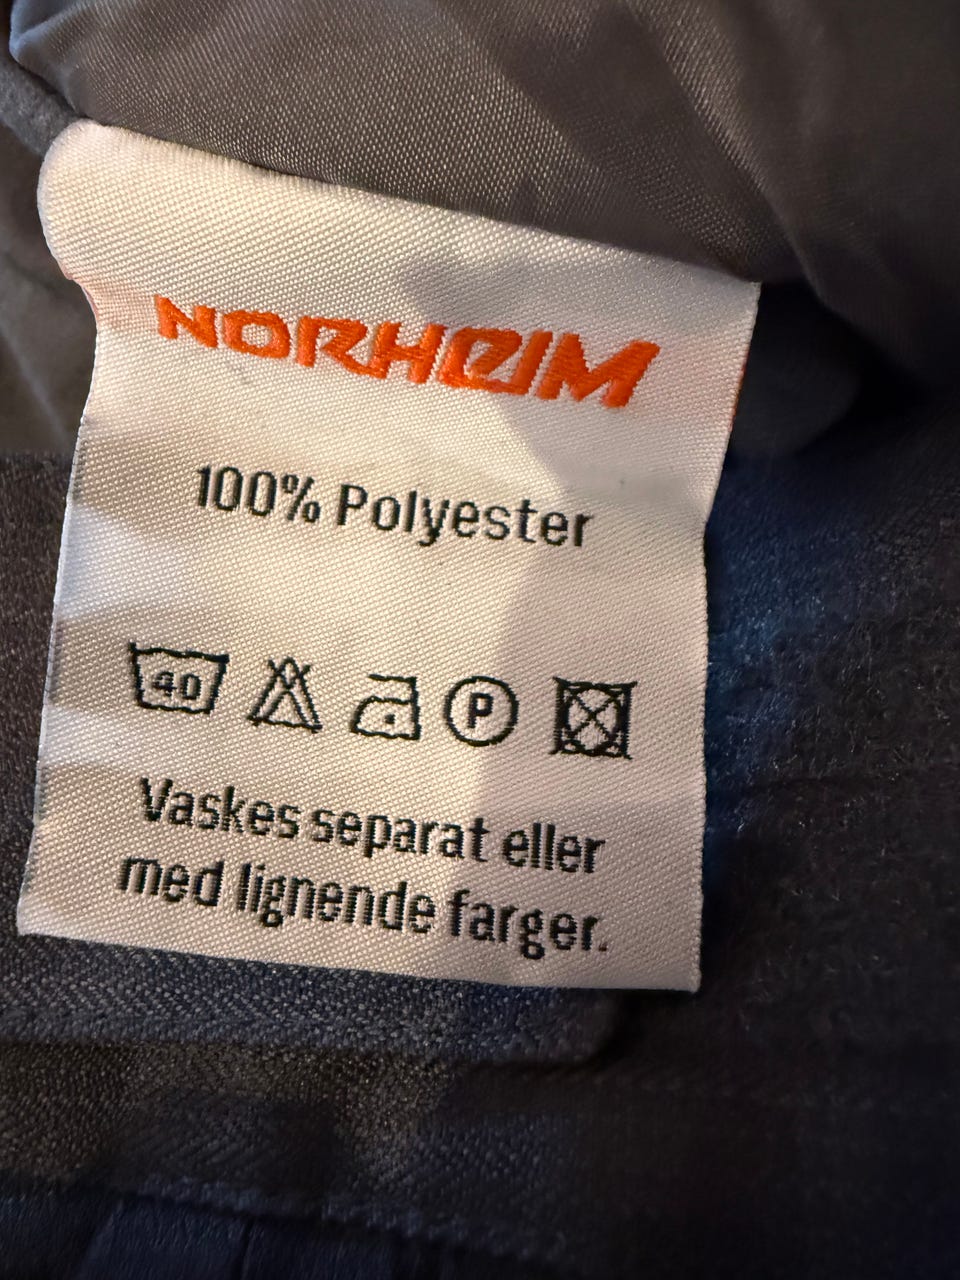 NORHEIM
100% Polyester
40 P
Vaskes separat eller
med lignende farger.